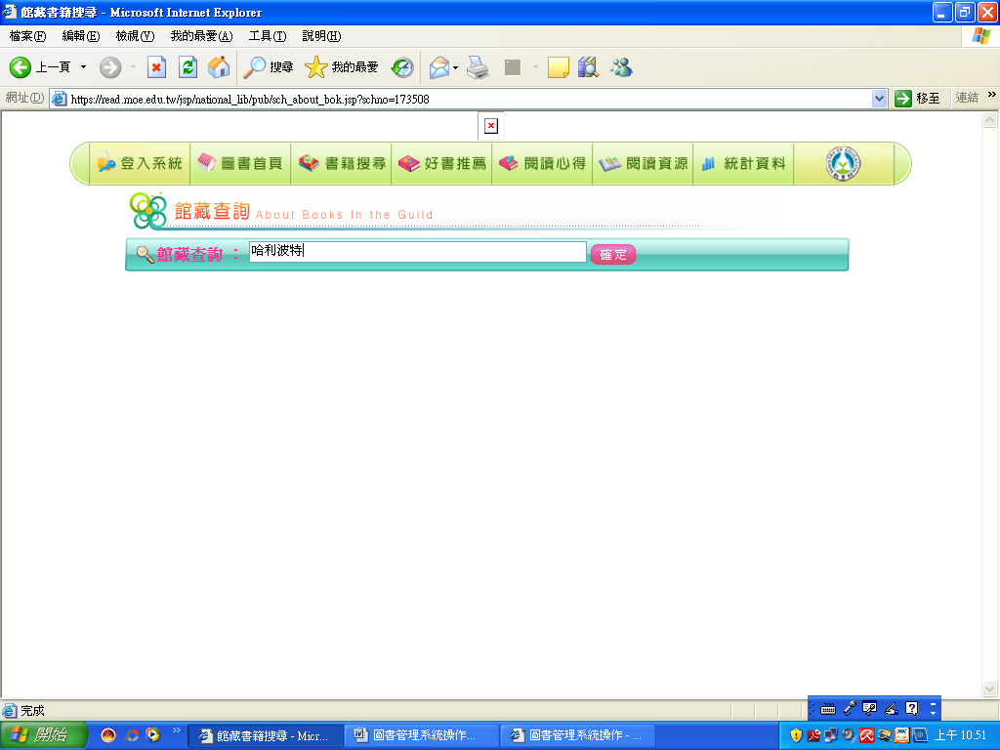 館藏書籍搜尋 - Microsoft Internet Explorer
檔案(F) 編輯(E) 檢視(V) 我的最愛(A) 工具(T) 說明(H)
上一頁 搜尋 我的最愛
網址(D) https://read.moe.edu.tw/jsp/national_lib/pub/sch_about_bok.jsp?schno=173508 移至 連結 »
登入系統 圖書首頁 書籍搜尋 好書推薦 閱讀心得 閱讀資源 統計資料
館藏查詢 About Books In the Guild
館藏查詢 : 哈利波特 確定
完成
開始 » 館藏書籍搜尋 - Micr... 圖書管理系統操作... 圖書管理系統操作 - ... 上午 10:51